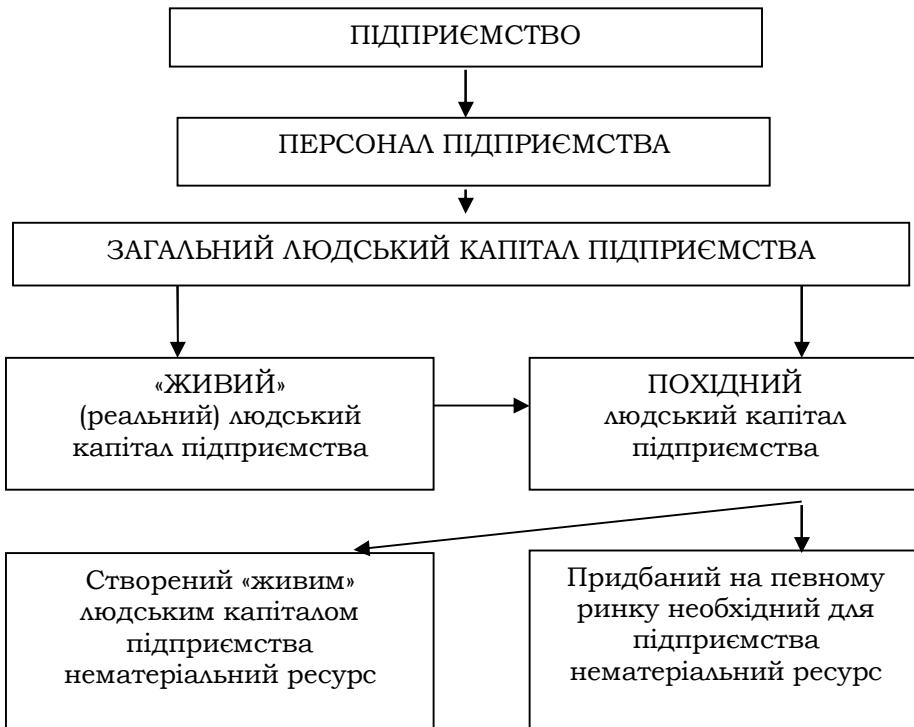 ПІДПРИЄМСТВО
ПЕРСОНАЛ ПІДПРИЄМСТВА
ЗАГАЛЬНИЙ ЛЮДСЬКИЙ КАПІТАЛ ПІДПРИЄМСТВА
«ЖИВИЙ»
(реальний) людський
капітал підприємства
ПОХІДНИЙ
людський капітал
підприємства
Створений «живим»
людським капіталом
підприємства
нематеріальний ресурс
Придбаний на певному
ринку необхідний для
підприємства
нематеріальний ресурс